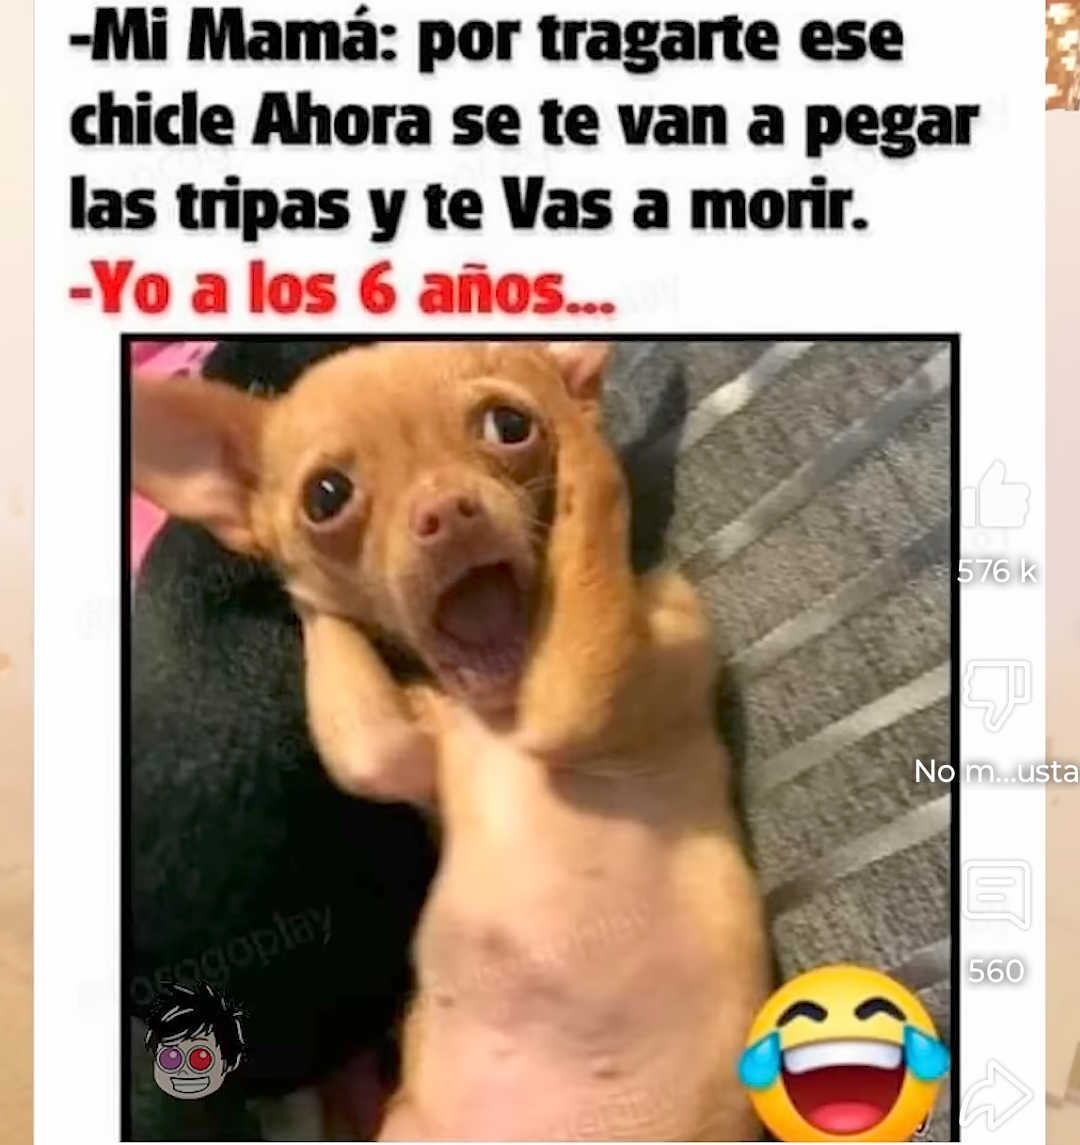 -Mi Mamá: por tragarte ese
chicle Ahora se te van a pegar
las tripas y te Vas a morir.
-Yo a los 6 años...
576 k
No m...usta
560